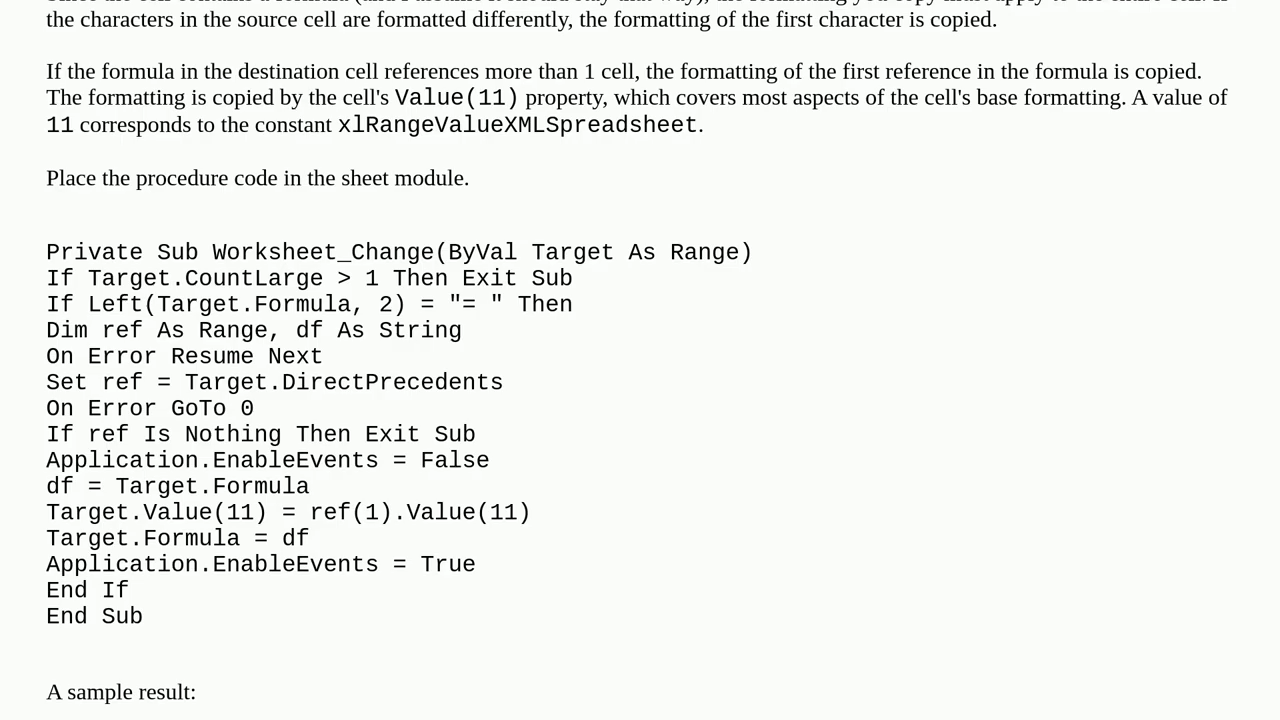 the characters in the source cell are formatted differently, the formatting of the first character is copied.
If the formula in the destination cell references more than 1 cell, the formatting of the first reference in the formula is copied.
The formatting is copied by the cell's Value(11) property, which covers most aspects of the cell's base formatting. A value of
11 corresponds to the constant xlRangeValueXMLSpreadsheet.
Place the procedure code in the sheet module.
Private Sub Worksheet_Change(ByVal Target As Range)
If Target.CountLarge > 1 Then Exit Sub
If Left(Target.Formula, 2) = "= " Then
Dim ref As Range, df As String
On Error Resume Next
Set ref = Target.DirectPrecedents
On Error GoTo 0
If ref Is Nothing Then Exit Sub
Application.EnableEvents = False
df = Target.Formula
Target.Value(11) = ref(1).Value(11)
Target.Formula = df
Application.EnableEvents = True
End If
End Sub
A sample result: